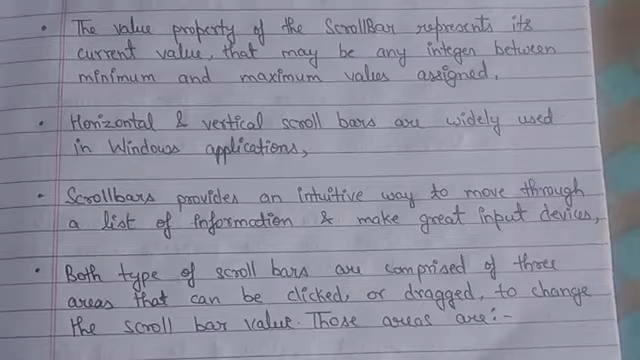 • The value property of the ScrollBar represents its
current value, that may be any integer between
minimum and maximum values assigned.
• Horizontal & vertical scroll bars are widely used
in Windows applications,
• Scrollbars provides an intuitive way to move through
a list of information & make great input devices,
• Both type of scroll bars are comprised of three
areas that can be clicked, or dragged, to change
the scroll bar value. Those areas are:-